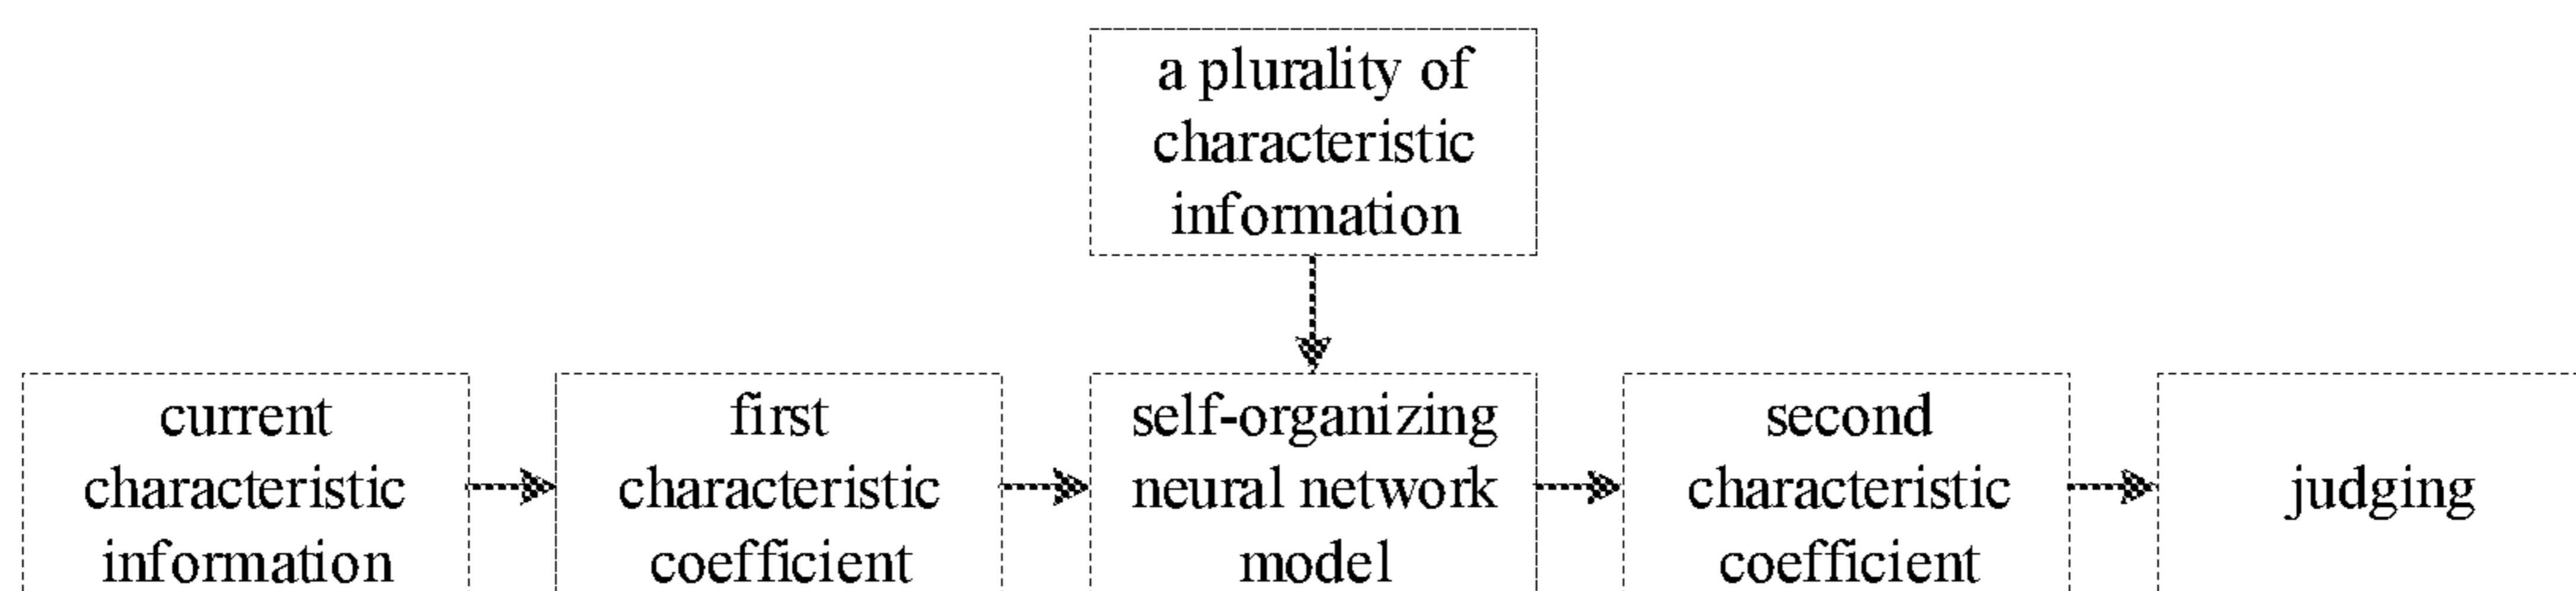 a plurality of
characteristic
information
current
characteristic
information
first
characteristic
coefficient
self-organizing
neural network
model
second
characteristic
coefficient
judging